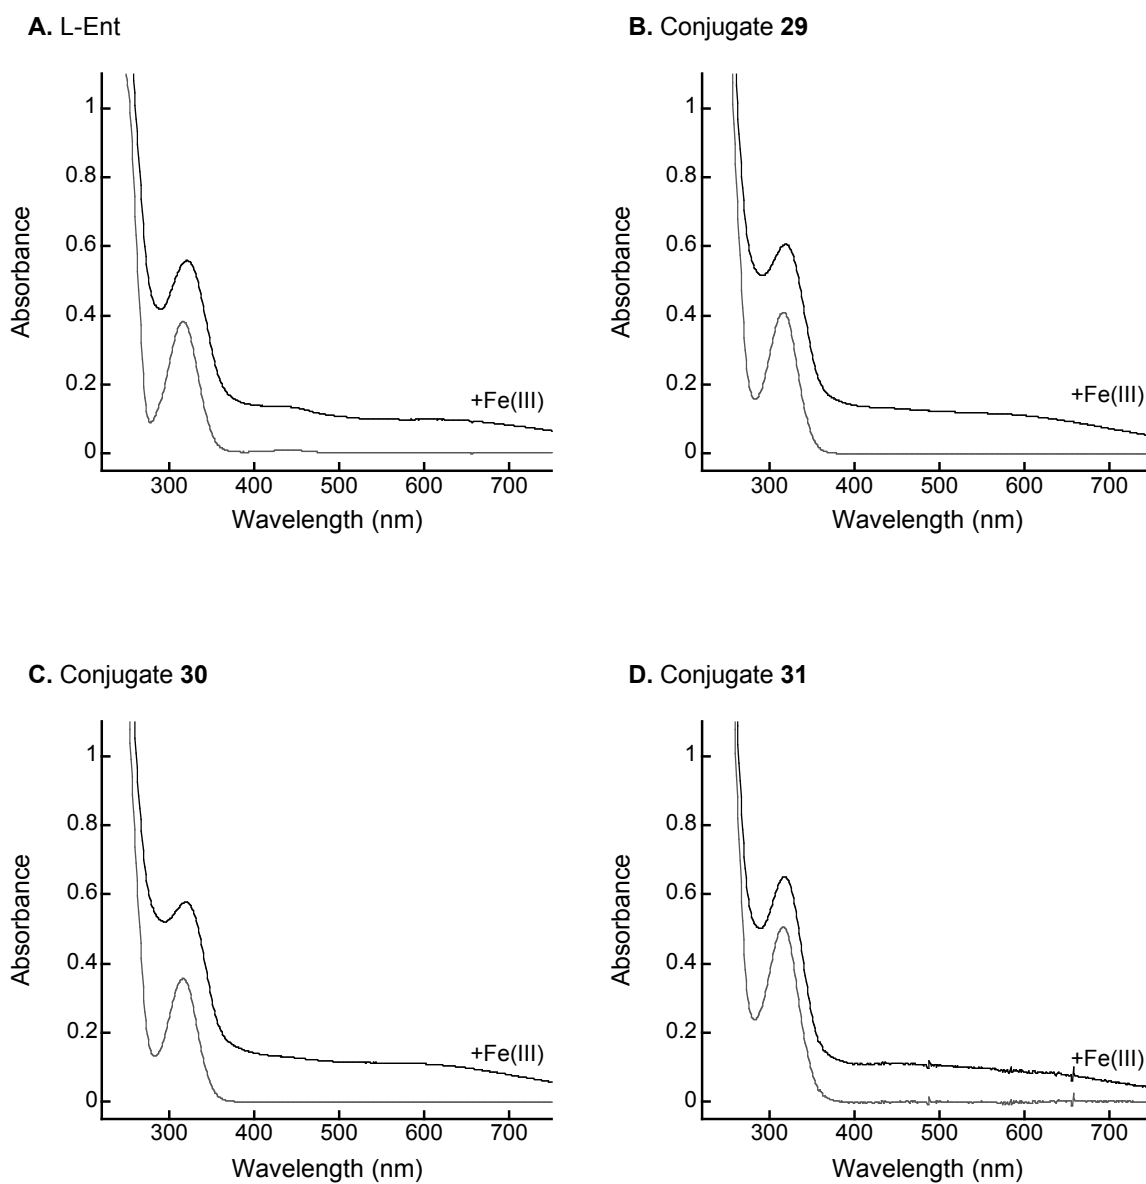 A. L-Ent
1
0.8
0.6
0.4
0.2
0
Absorbance
+Fe(III)
300 400 500 600 700
Wavelength (nm)
B. Conjugate 29
1
0.8
0.6
0.4
0.2
0
Absorbance
+Fe(III)
300 400 500 600 700
Wavelength (nm)
C. Conjugate 30
1
0.8
0.6
0.4
0.2
0
Absorbance
+Fe(III)
300 400 500 600 700
Wavelength (nm)
D. Conjugate 31
1
0.8
0.6
0.4
0.2
0
Absorbance
+Fe(III)
300 400 500 600 700
Wavelength (nm)